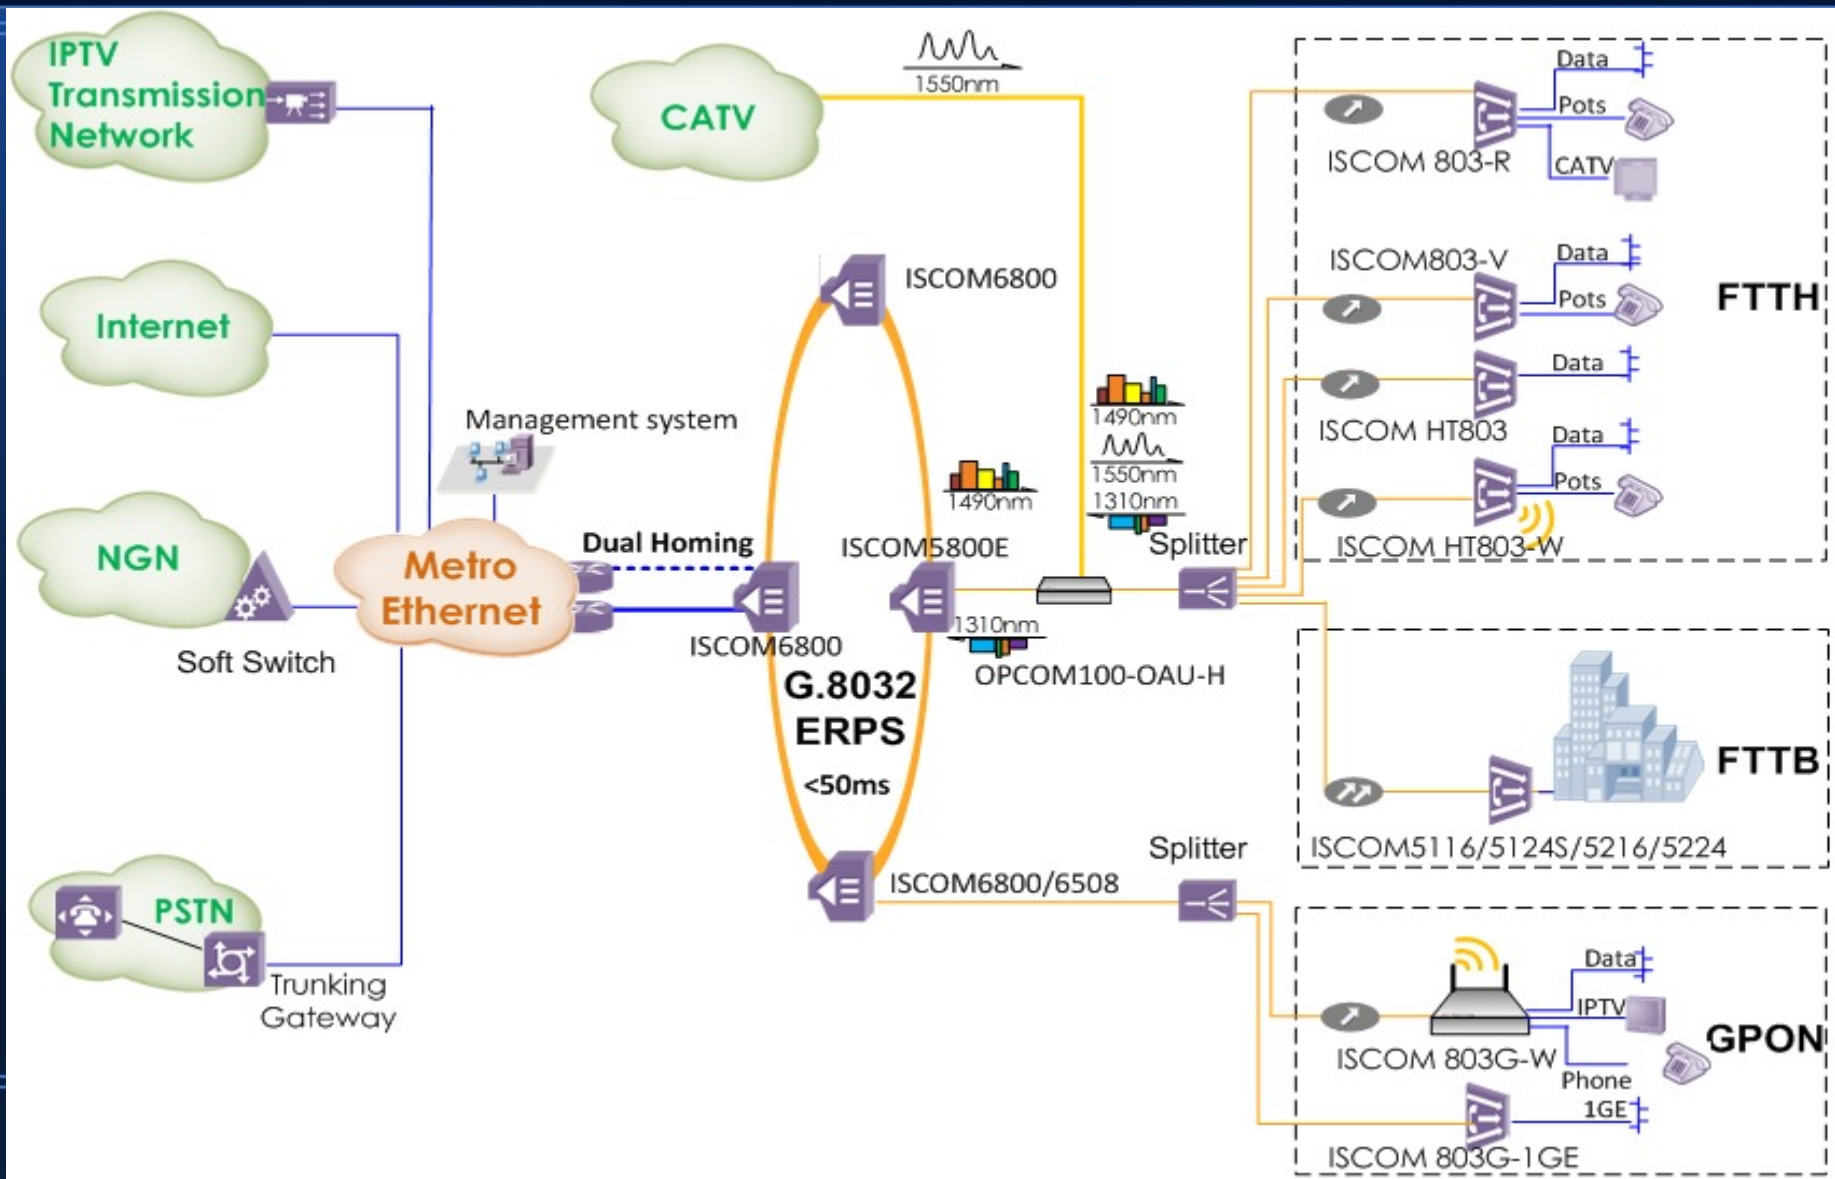 IPTV
Transmission
Network
CATV
1550nm
Internet
Management system
NGN
Soft Switch
Metro
Ethernet
Dual Homing
PSTN
Trunking
Gateway
ISCOM6800
ISCOM6800
G.8032
ERPS
<50ms
ISCOM5800E
1490nm
1310nm
OPCOM100-OAU-H
1490nm
1550nm
1310nm
Splitter
ISCOM6800/6508
Splitter
Data
Pots
CATV
ISCOM 803-R
ISCOM803-V
Data
Pots
FTTH
Data
ISCOM HT803
Data
Pots
ISCOM HT803-W
FTTB
ISCOM5116/5124S/5216/5224
Data
IPTV
GPON
ISCOM 803G-W
Phone
1GE
ISCOM 803G-1GE